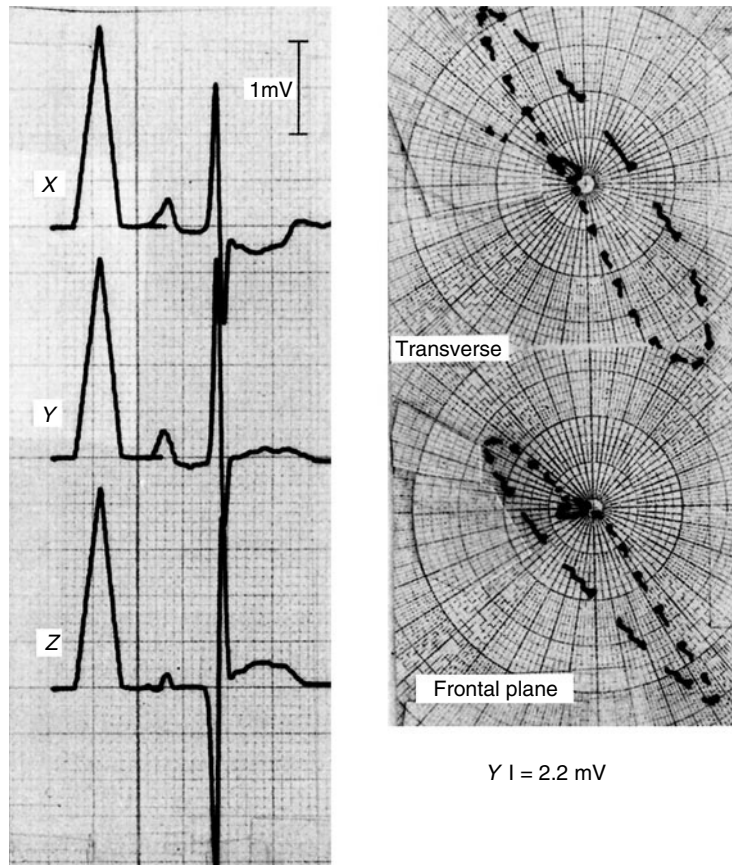 1mV
X
Y
Z
Transverse
Frontal plane
Y I = 2.2 mV